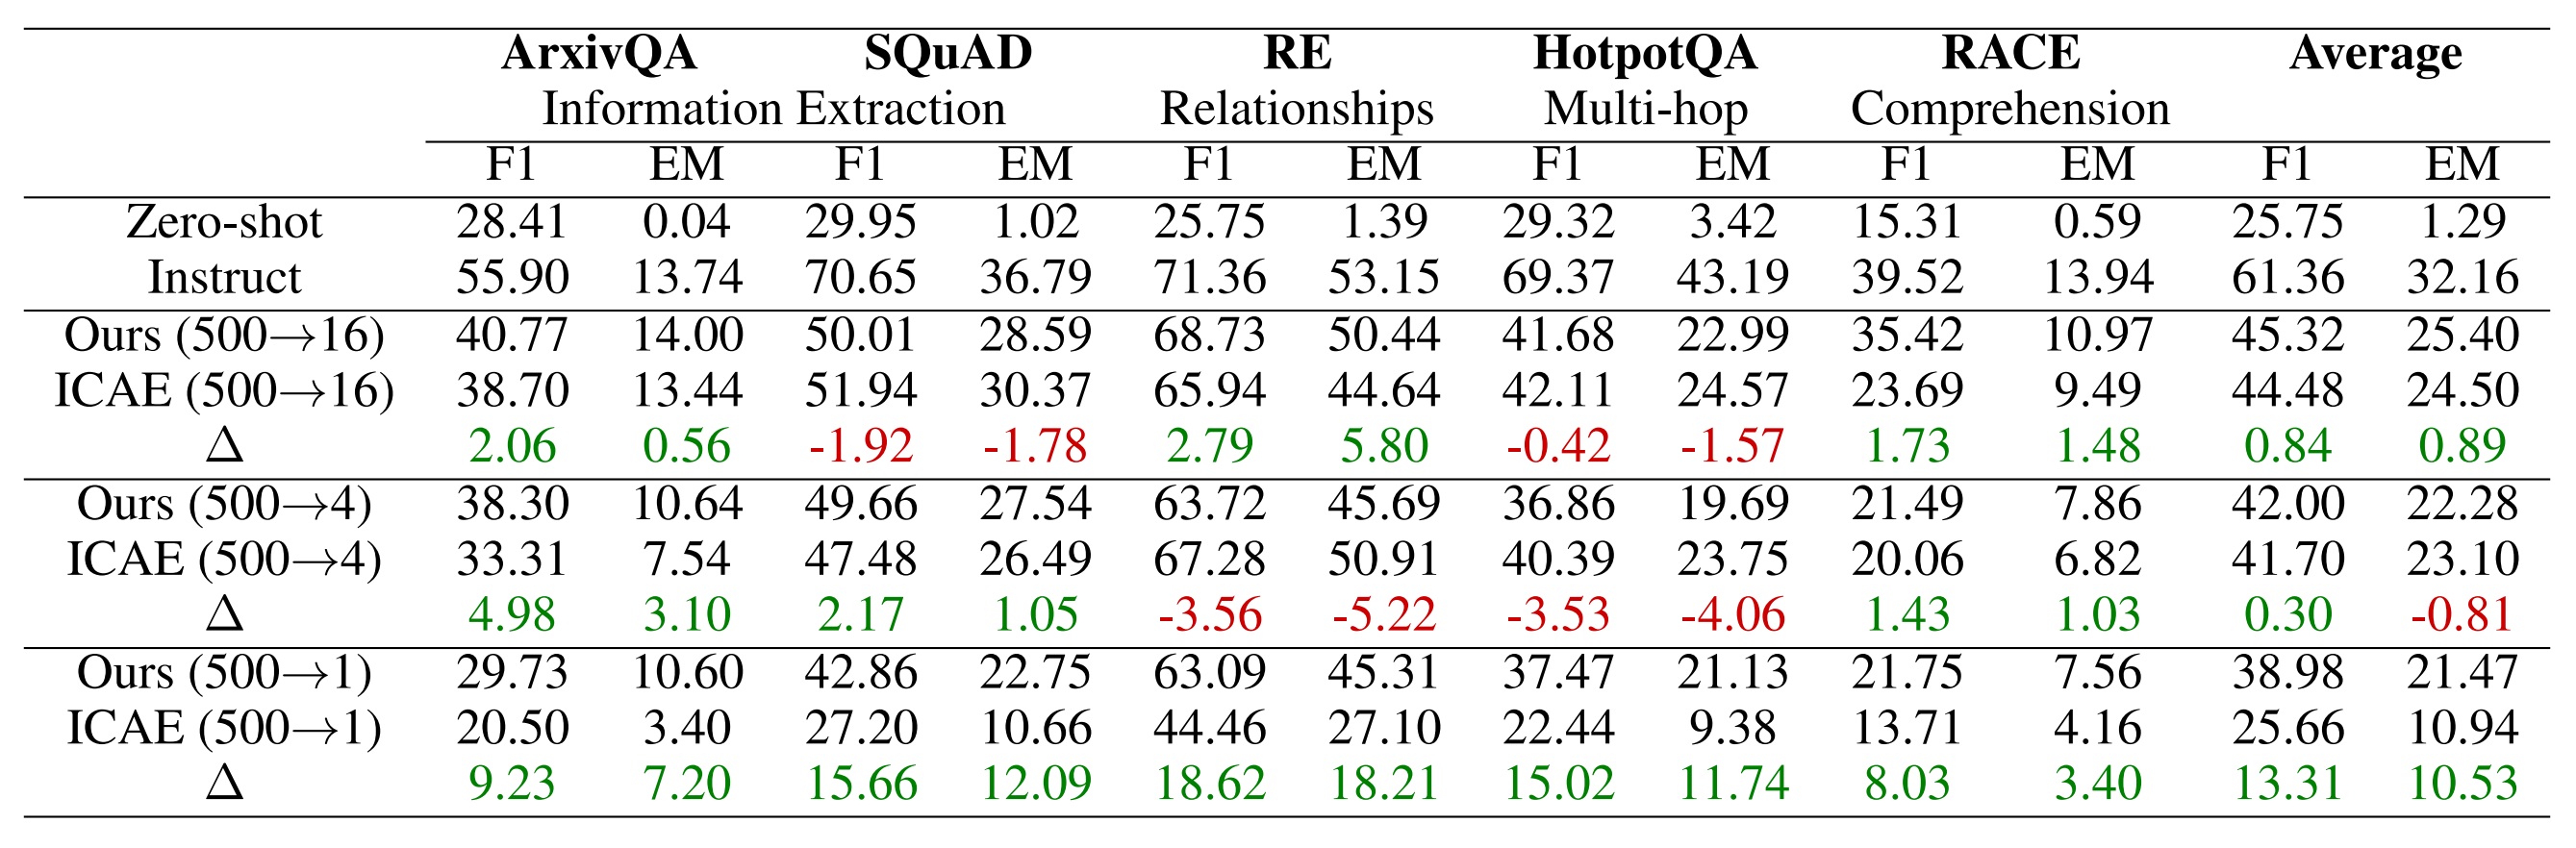 ArxivQA SQuAD RE HotpotQA RACE Average
Information Extraction Relationships Multi-hop Comprehension
F1 EM F1 EM F1 EM F1 EM F1 EM F1 EM
Zero-shot 28.41 0.04 29.95 1.02 25.75 1.39 29.32 3.42 15.31 0.59 25.75 1.29
Instruct 55.90 13.74 70.65 36.79 71.36 53.15 69.37 43.19 39.52 13.94 61.36 32.16
Ours (500→16) 40.77 14.00 50.01 28.59 68.73 50.44 41.68 22.99 35.42 10.97 45.32 25.40
ICAE (500→16) 38.70 13.44 51.94 30.37 65.94 44.64 42.11 24.57 23.69 9.49 44.48 24.50
Δ 2.06 0.56 -1.92 -1.78 2.79 5.80 -0.42 -1.57 1.73 1.48 0.84 0.89
Ours (500→4) 38.30 10.64 49.66 27.54 63.72 45.69 36.86 19.69 21.49 7.86 42.00 22.28
ICAE (500→4) 33.31 7.54 47.48 26.49 67.28 50.91 40.39 23.75 20.06 6.82 41.70 23.10
Δ 4.98 3.10 2.17 1.05 -3.56 -5.22 -3.53 -4.06 1.43 1.03 0.30 -0.81
Ours (500→1) 29.73 10.60 42.86 22.75 63.09 45.31 37.47 21.13 21.75 7.56 38.98 21.47
ICAE (500→1) 20.50 3.40 27.20 10.66 44.46 27.10 22.44 9.38 13.71 4.16 25.66 10.94
Δ 9.23 7.20 15.66 12.09 18.62 18.21 15.02 11.74 8.03 3.40 13.31 10.53